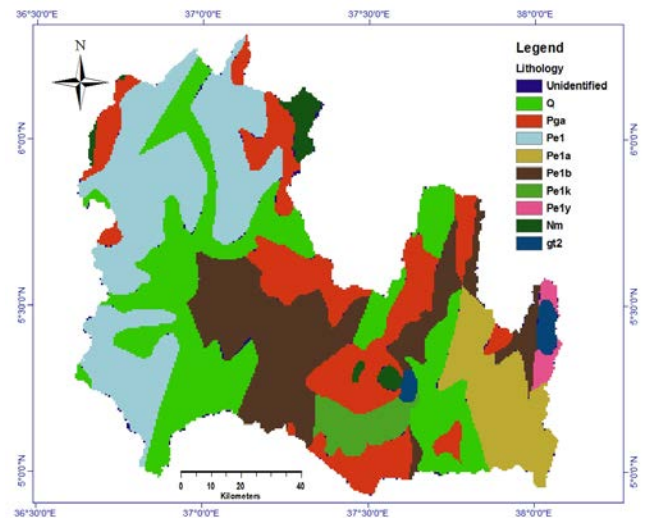 36°30'0"E 37°0'0"E 37°30'0"E 38°0'0"E
N
Legend
Lithology
Unidentified
Q
Pga
Pe1
Pe1a
Pe1b
Pe1k
Pe1y
Nm
gt2
6°0'0"N 6°0'0"N
5°30'0"N 5°30'0"N
5°0'0"N 5°0'0"N
0 5 10 20 30 40
Kilometers
36°30'0"E 37°0'0"E 37°30'0"E 38°0'0"E